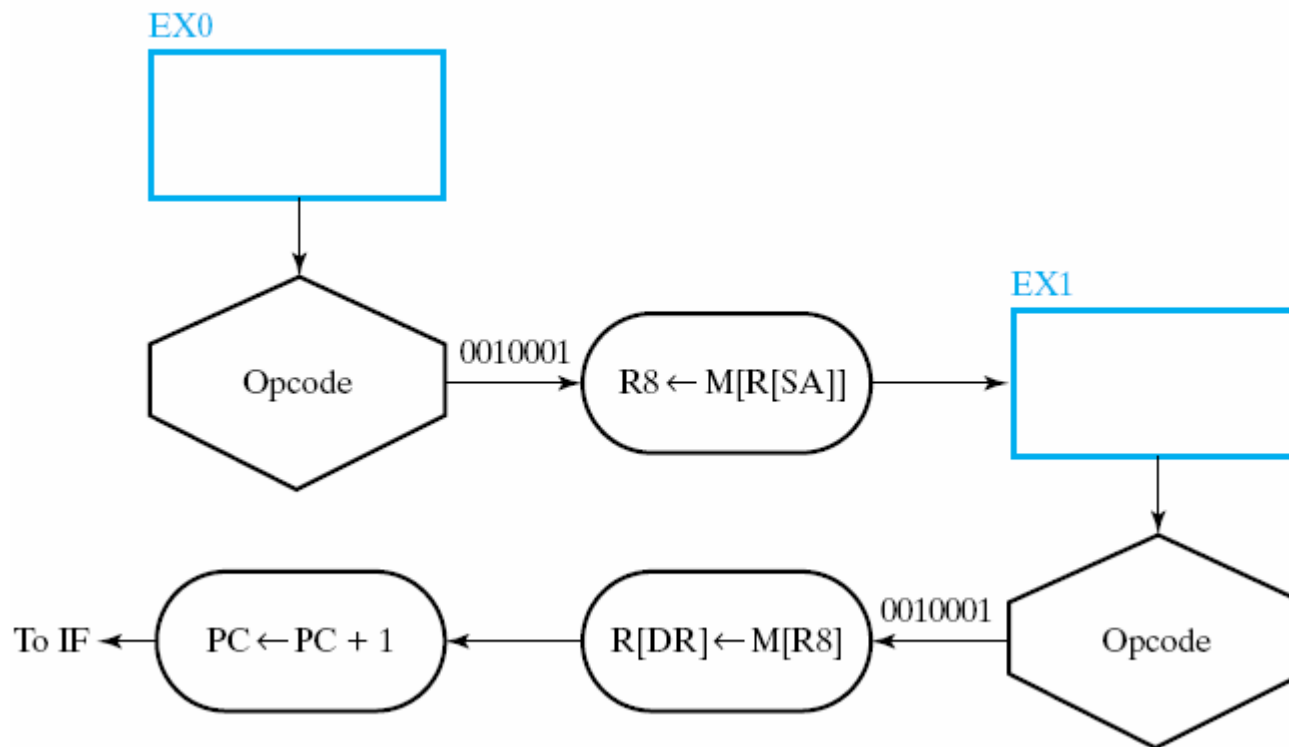 EX0
Opcode
0010001
R8 ← M[R[SA]]
EX1
Opcode
0010001
R[DR] ← M[R8]
PC ← PC + 1
To IF